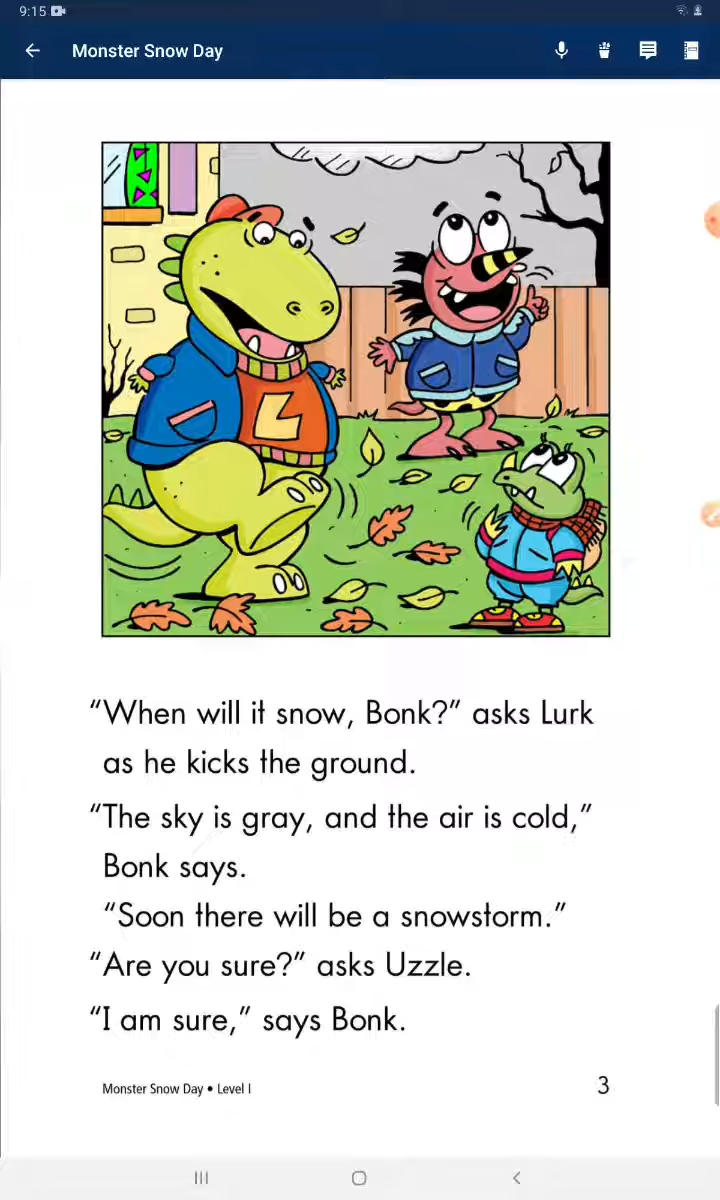 9:15
Monster Snow Day
L
“When will it snow, Bonk?” asks Lurk
as he kicks the ground.
“The sky is gray, and the air is cold,”
Bonk says.
“Soon there will be a snowstorm.”
“Are you sure?” asks Uzzle.
“I am sure,” says Bonk.
Monster Snow Day • Level I
3